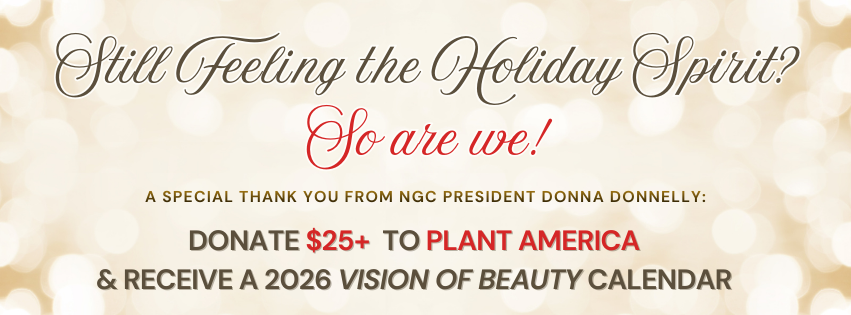 Still Feeling the Holiday Spirit?
So are we!
A SPECIAL THANK YOU FROM NGC PRESIDENT DONNA DONNELLY:
DONATE $25+ TO PLANT AMERICA
& RECEIVE A 2026 VISION OF BEAUTY CALENDAR